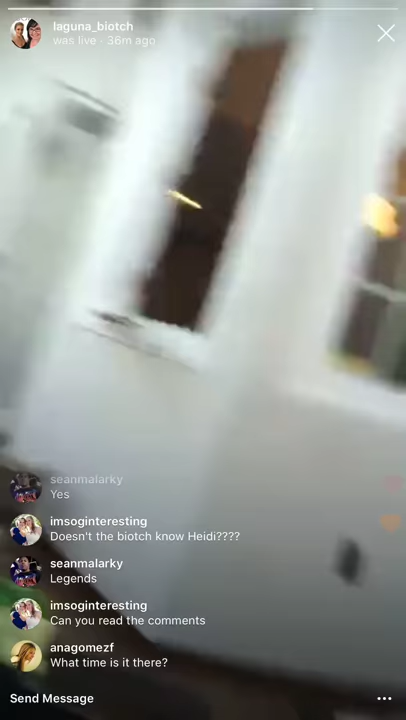 laguna_biotch
was live · 36m ago
seanmalarky
Yes
imsoginteresting
Doesn't the biotch know Heidi????
seanmalarky
Legends
imsoginteresting
Can you read the comments
anagomezf
What time is it there?
Send Message